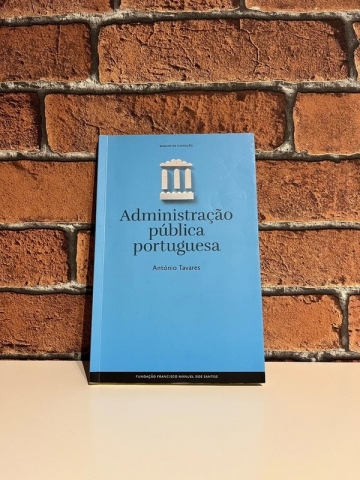 Administração
pública
portuguesa
António Tavares
FUNDAÇÃO FRANCISCO MANUEL DOS SANTOS